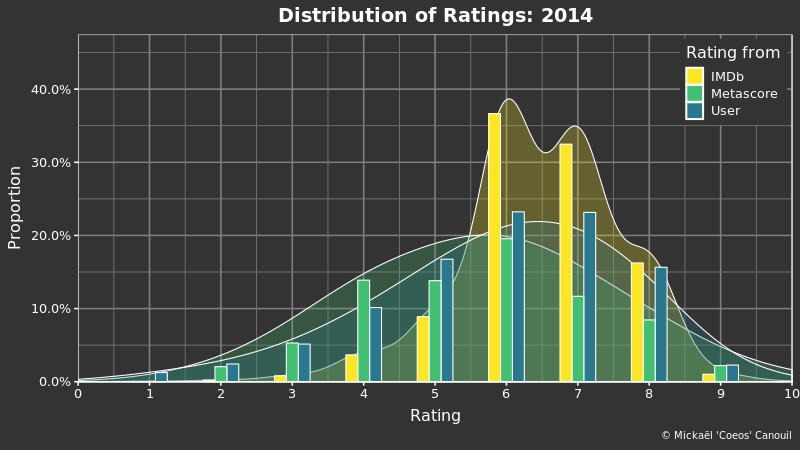 Distribution of Ratings: 2014
Rating from
IMDb
Metascore
User
Proportion
40.0%
30.0%
20.0%
10.0%
0.0%
0 1 2 3 4 5 6 7 8 9 10
Rating
© Mickaël 'Coeos' Canouil